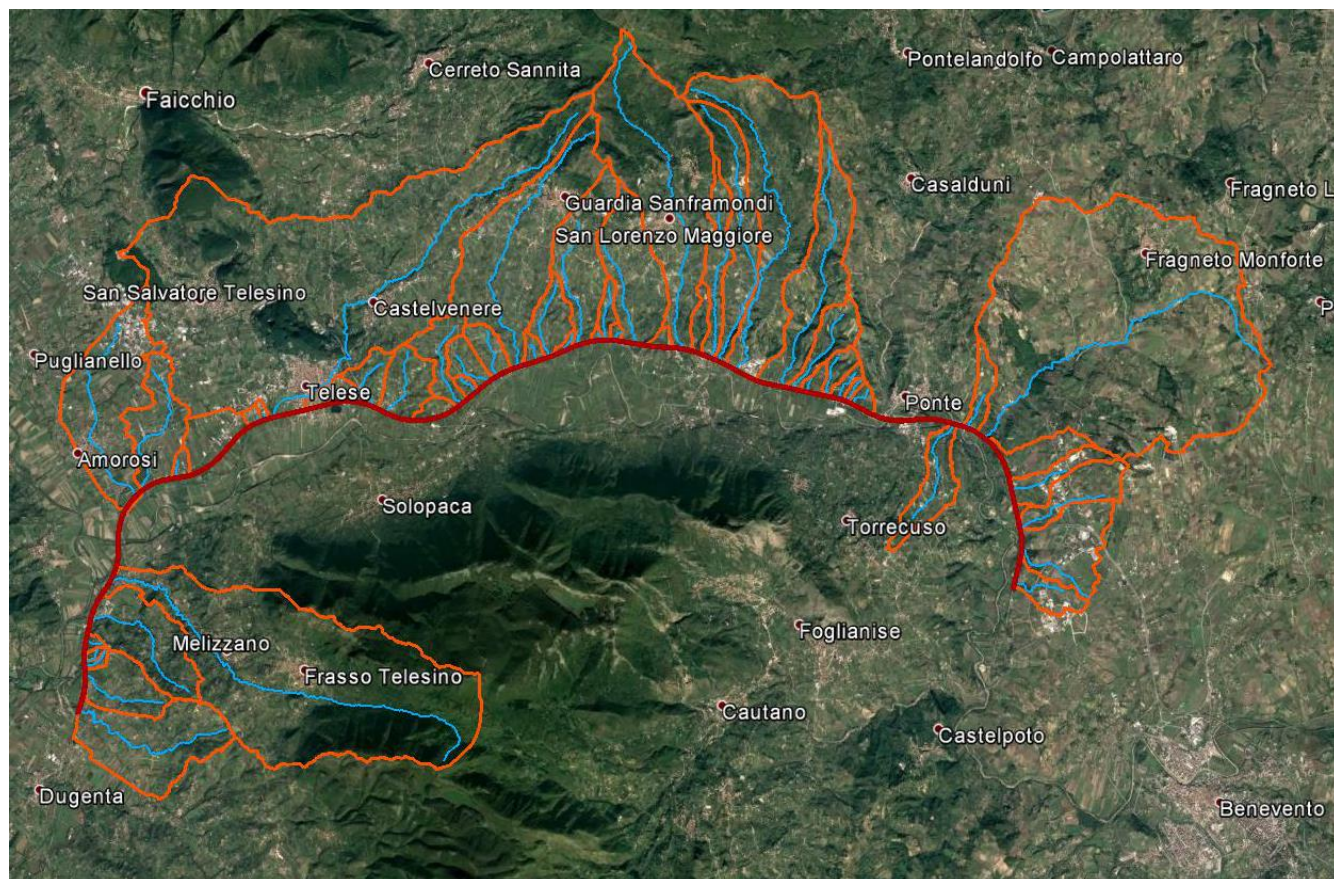 Pontelandolfo
Campolattaro
Cerreto Sannita
Faicchio
Casalduni
Fragneto L
Guardia Sanframondi
San Lorenzo Maggiore
Fragneto Monforte
San Salvatore Telesino
Castelvenere
P
Puglianello
Telese
Ponte
Amorosi
Solopaca
Torrecuso
Melizzano
Foglianise
Frasso Telesino
Cautano
Castelpoto
Dugenta
Benevento